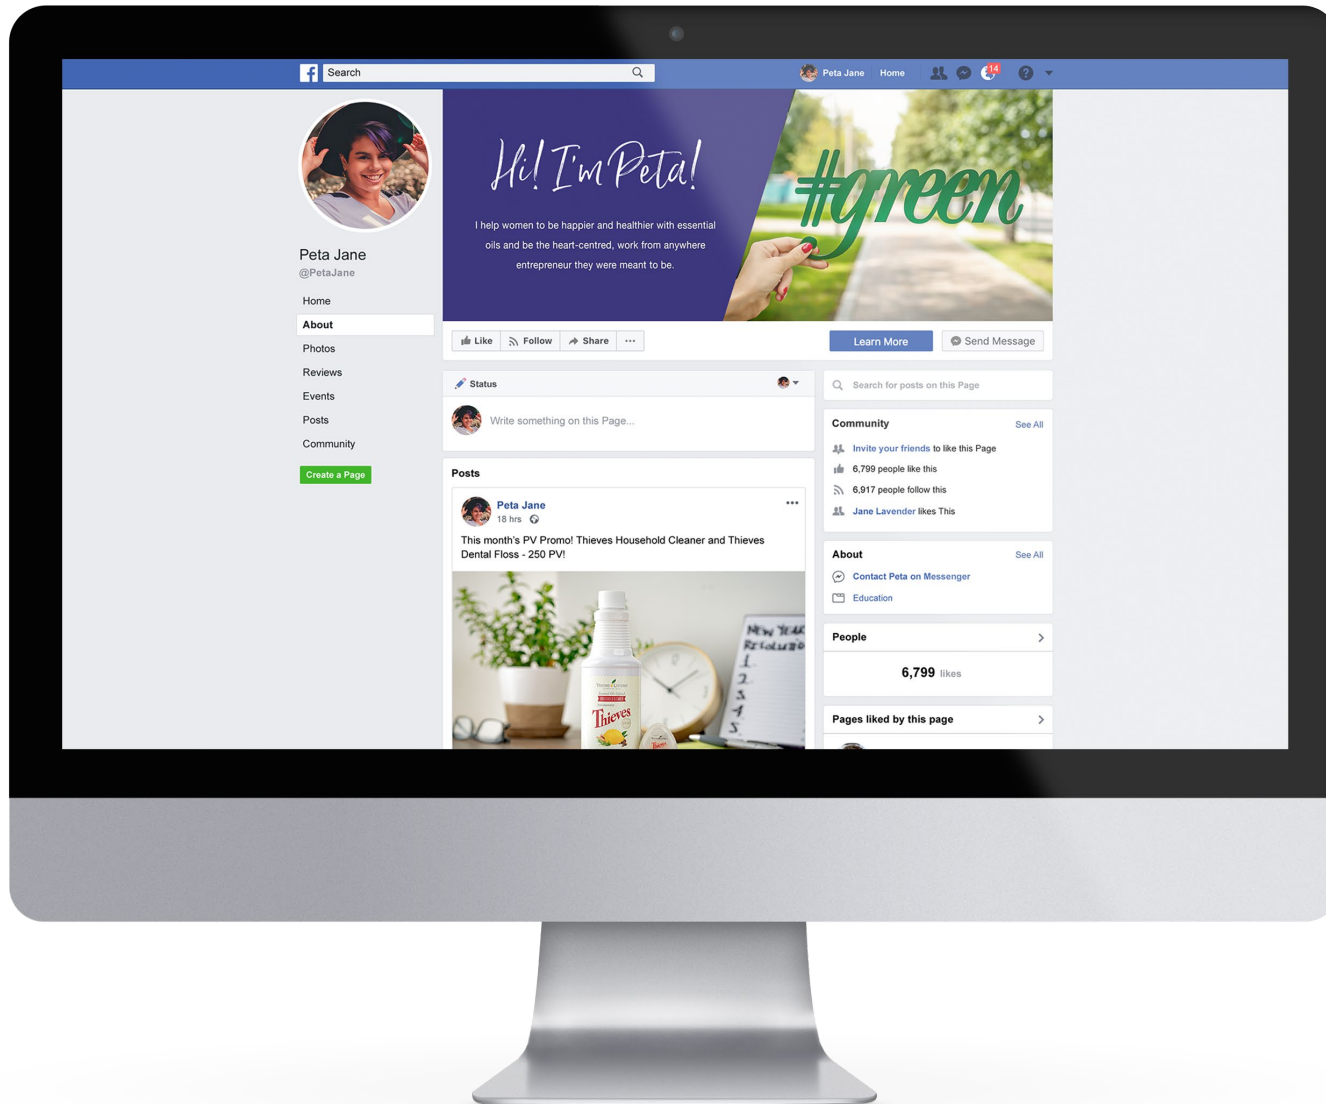 Search
Peta Jane
Home
14
?
Peta Jane
@PetaJane
Home
About
Photos
Reviews
Events
Posts
Community
Create a Page
Hi! I'm Peta!
I help women to be happier and healthier with essential
oils and be the heart-centred, work from anywhere
entrepreneur they were meant to be.
#green
Like
Follow
Share
Learn More
Send Message
Status
Write something on this Page...
Posts
Peta Jane
18 hrs
This month's PV Promo! Thieves Household Cleaner and Thieves
Dental Floss - 250 PV!
NEW YEAR
RESOLUTIO
1.
2.
3.
4.
5.
Young Living
Thieves
Thieves
Search for posts on this Page
Community
See All
Invite your friends to like this Page
6,799 people like this
6,917 people follow this
Jane Lavender likes This
About
See All
Contact Peta on Messenger
Education
People
6,799 likes
Pages liked by this page